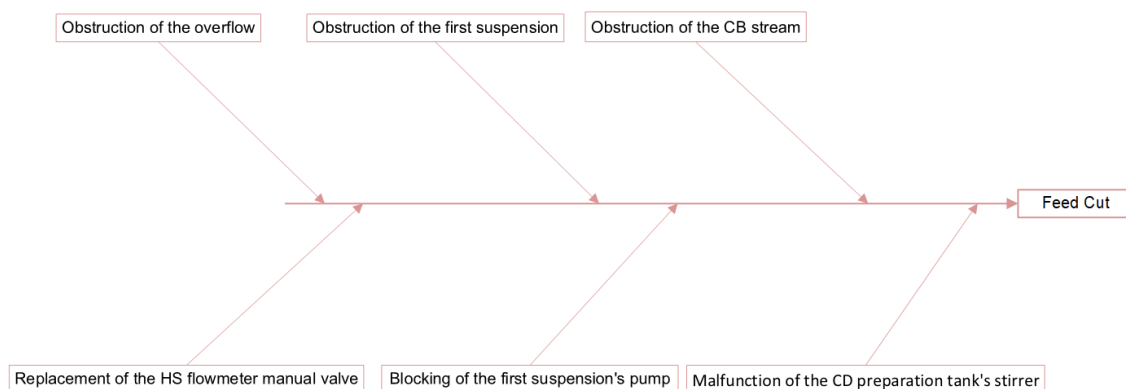 Obstruction of the overflow
Obstruction of the first suspension
Obstruction of the CB stream
Feed Cut
Replacement of the HS flowmeter manual valve
Blocking of the first suspension's pump
Malfunction of the CD preparation tank's stirrer